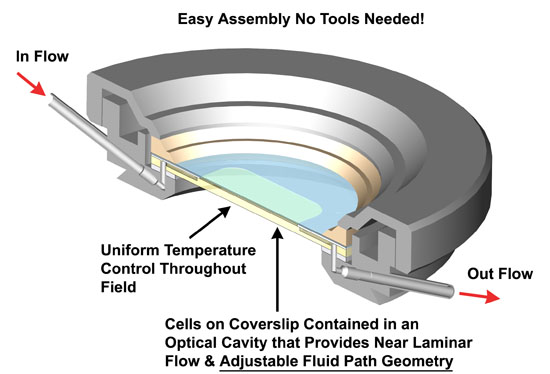 Easy Assembly No Tools Needed!
In Flow
Uniform Temperature
Control Throughout
Field
Out Flow
Cells on Coverslip Contained in an
Optical Cavity that Provides Near Laminar
Flow & Adjustable Fluid Path Geometry